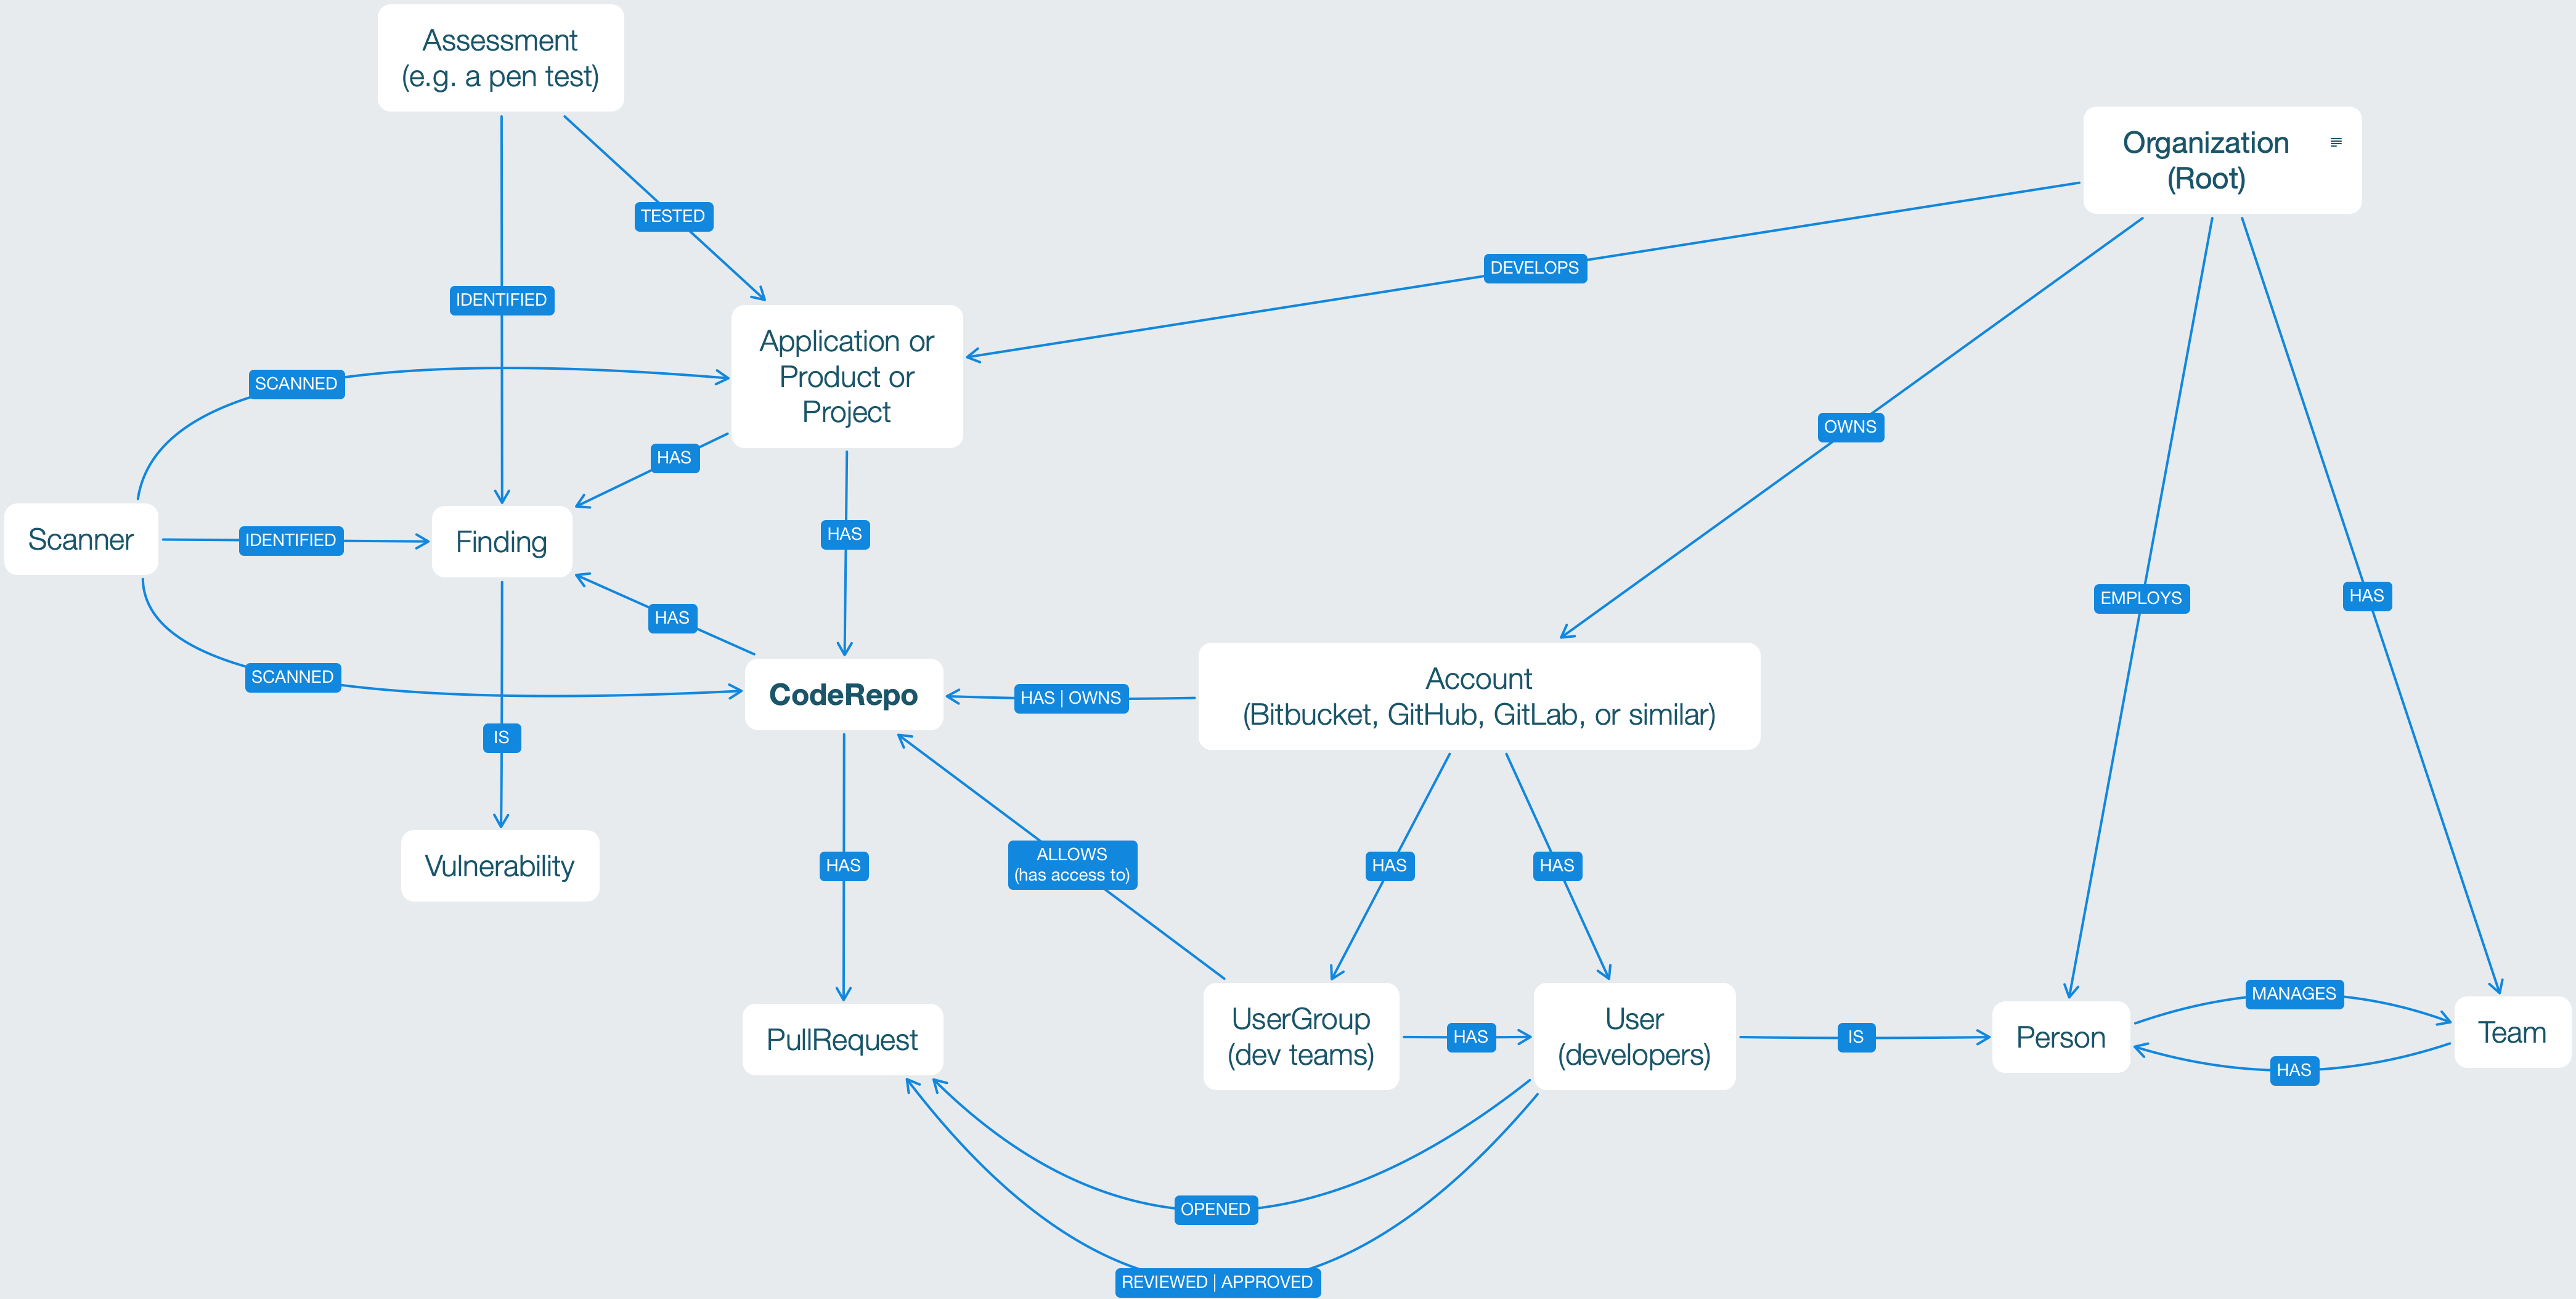 Assessment
(e.g. a pen test)
Organization
(Root)
TESTED
DEVELOPS
IDENTIFIED
Application or
Product or
Project
SCANNED
OWNS
HAS
HAS
Scanner
IDENTIFIED
Finding
EMPLOYS
HAS
HAS
SCANNED
CodeRepo
HAS | OWNS
Account
(Bitbucket, GitHub, GitLab, or similar)
IS
Vulnerability
HAS
ALLOWS
(has access to)
HAS
HAS
PullRequest
UserGroup
(dev teams)
HAS
User
(developers)
IS
Person
MANAGES
HAS
Team
OPENED
REVIEWED | APPROVED